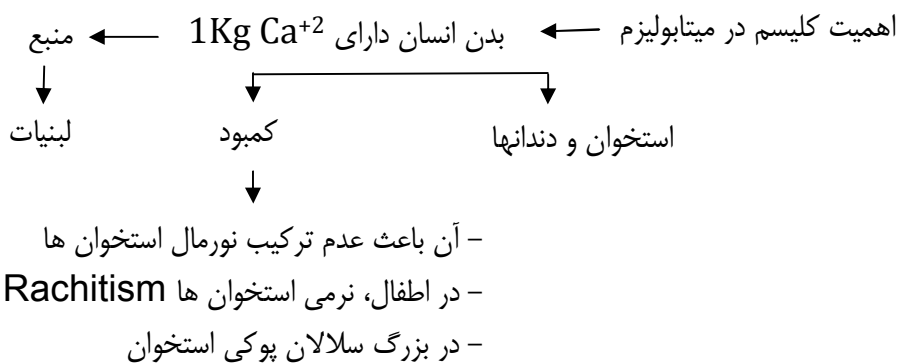 اهمیت کلیسم در میتابولیزم بدن انسان دارای 1Kg Ca+2 منبع
استخوان و دندانها کمبود لبنیات
– آن باعث عدم ترکیب نورمال استخوان ها
– در اطفال، نرمی استخوان ها Rachitism
– در بزرگ سلالان پوکی استخوان